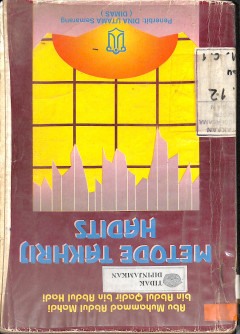 Abu Muhammad Abdul Mahdi
bin Abdul Qadir bin Abdul Hadi
METODE TAKHRIJ
HADITS
TIDAK
DIPINJAMKAN
Penerbit DINA UTAMA Semarang
( DIMAS )